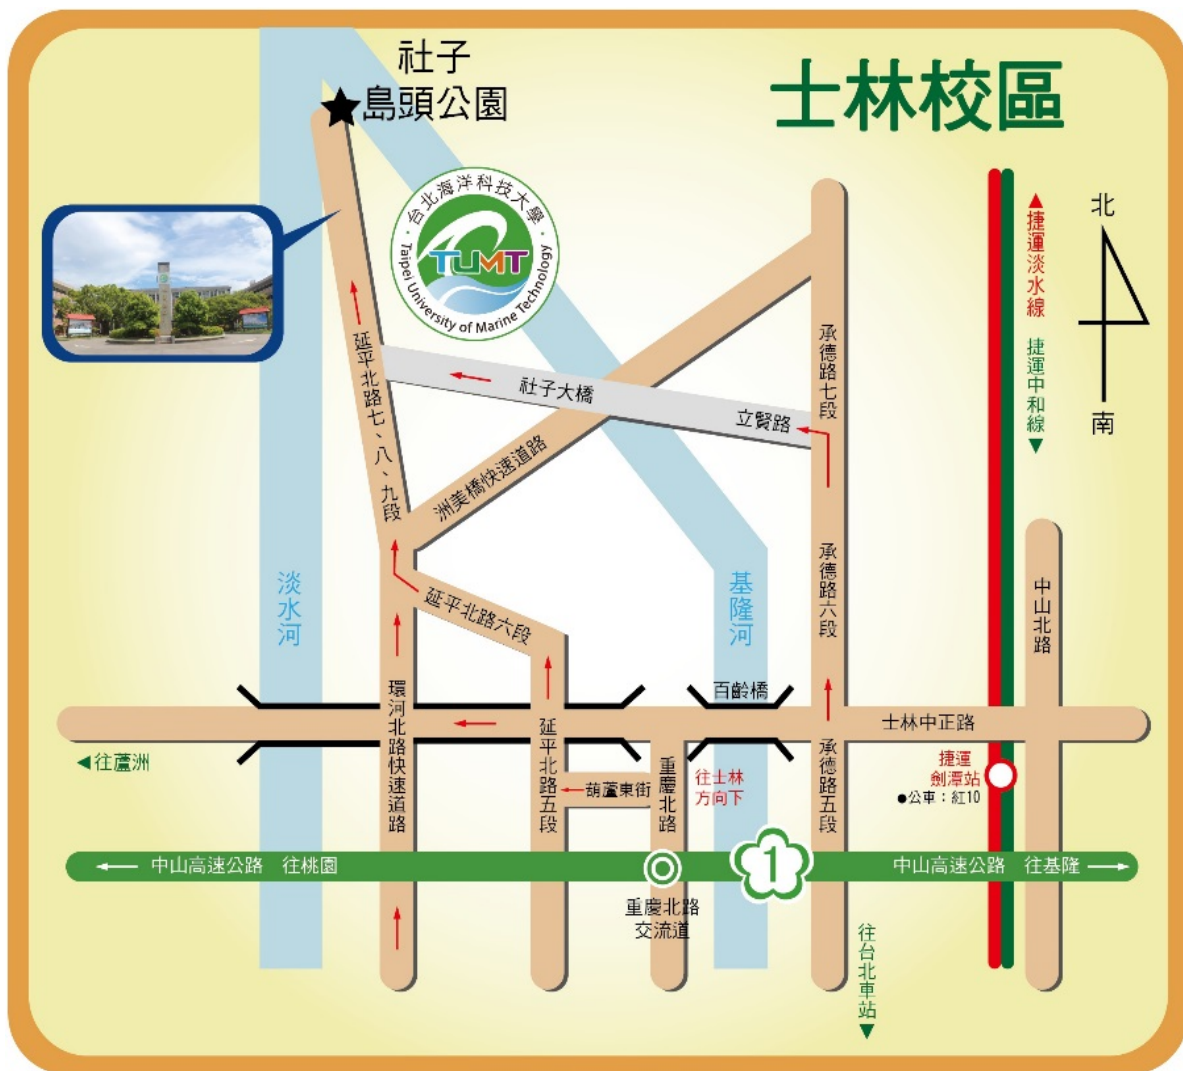 社子
島頭公園
士林校區
台北海洋科技大學
TUMT
Taipei University of Marine Technology
北
南
▲捷運淡水線
捷運中和線▼
承德路七段
社子大橋
立賢路
延平北路七、八、九段
洲美橋快速道路
承德路六段
中山北路
淡水河
基隆河
延平北路六段
百齡橋
士林中正路
環河北路快速道路
延平北路五段
重慶北路
承德路五段
◀往蘆洲
葫蘆東街
往士林
方向下
捷運
劍潭站
●公車：紅10
中山高速公路 往桃園
1
中山高速公路 往基隆
重慶北路
交流道
往台北車站▼